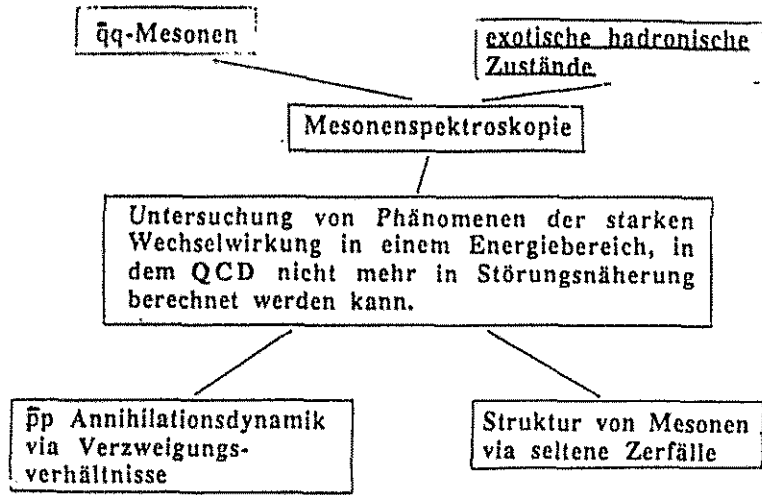 q̄q-Mesonen
exotische hadronische
Zustände
Mesonenspektroskopie
Untersuchung von Phänomenen der starken
Wechselwirkung in einem Energiebereich, in
dem QCD nicht mehr in Störungsnäherung
berechnet werden kann.
p̄p Annihilationsdynamik
via Verzweigungs-
verhältnisse
Struktur von Mesonen
via seltene Zerfälle